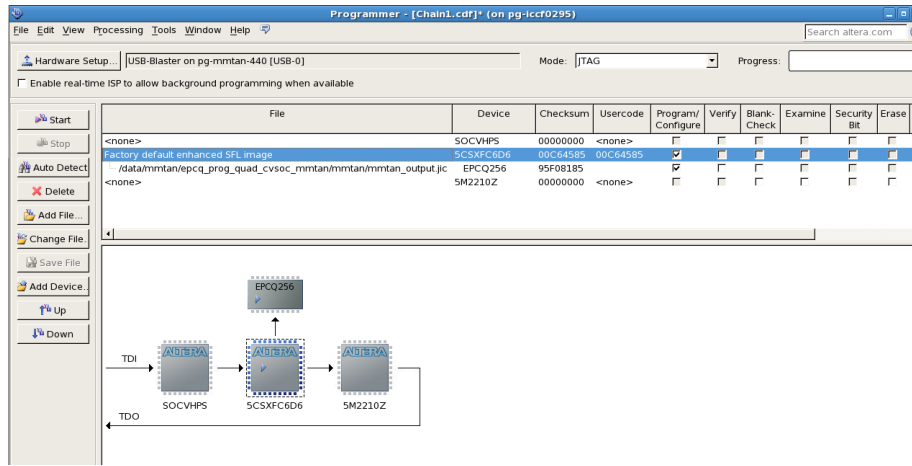 Programmer - [Chain1.cdf]* (on pg-iccf0295)
File Edit View Processing Tools Window Help Search altera.com
Hardware Setup... USB-Blaster on pg-mmtan-440 [USB-0] Mode: JTAG Progress:
Enable real-time ISP to allow background programming when available
Start
Stop
Auto Detect
Delete
Add File...
Change File.
Save File
Add Device.
Up
Down
File Device Checksum Usercode Program/ Configure Verify Blank- Check Examine Security Bit Erase
<none> SOCVHPS 00000000 <none>
Factory default enhanced SFL image 5CSXFC6D6 00C64585 00C64585
/data/mmtan/epcq_prog_quad_cvsoc_mmtan/mmtan/mmtan_output.jic EPCQ256 95F08185
<none> 5M2210Z 00000000 <none>
EPCQ256
TDI
ALTERA ALTERA ALTERA
SOCVHPS 5CSXFC6D6 5M2210Z
TDO